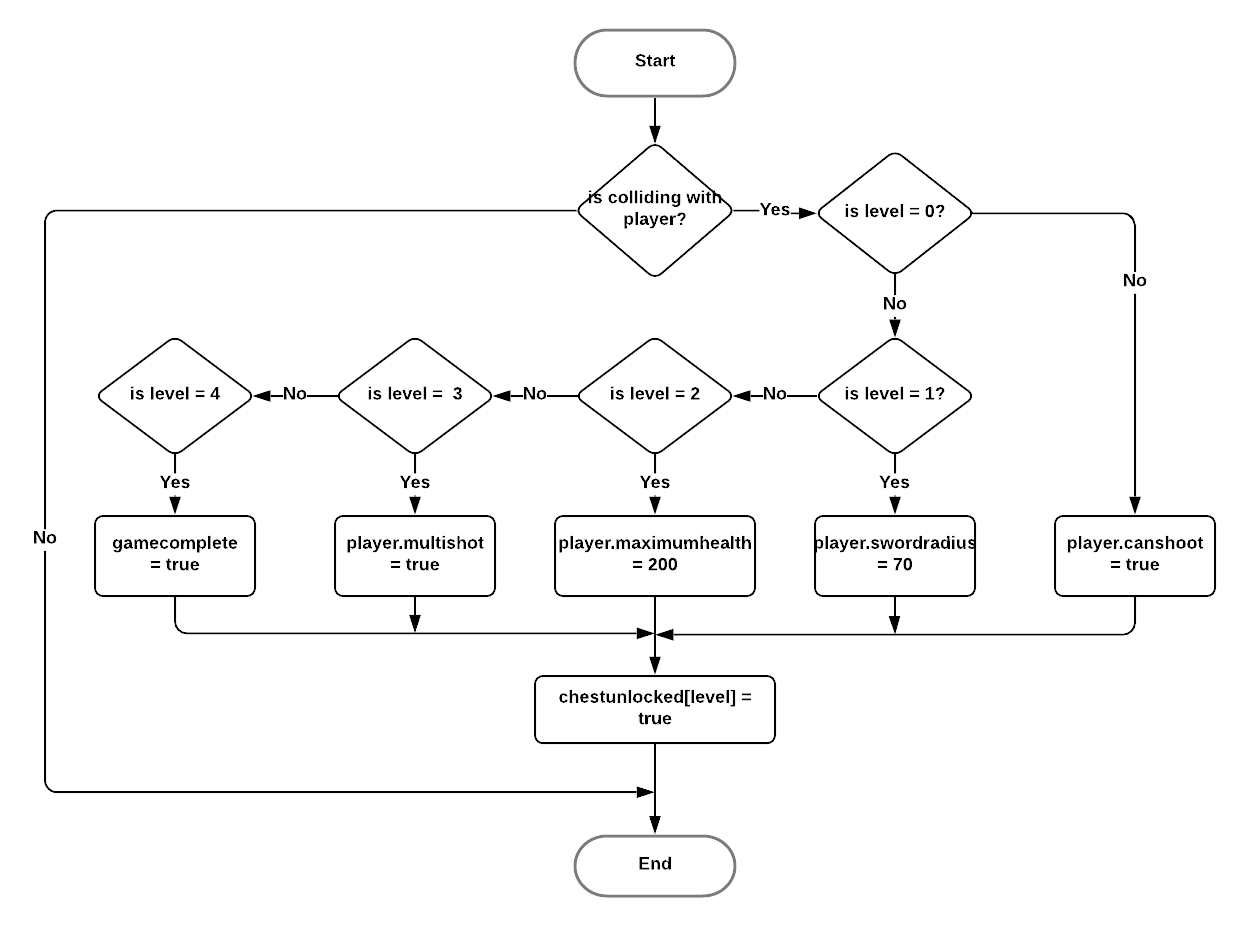 Start
is colliding with
player?
Yes
is level = 0?
No
No
is level = 4
No
is level =  3
No
is level = 2
No
is level = 1?
Yes
Yes
Yes
Yes
No
gamecomplete
= true
player.multishot
= true
player.maximumhealth
= 200
player.swordradius
= 70
player.canshoot
= true
chestunlocked[level] =
true
End